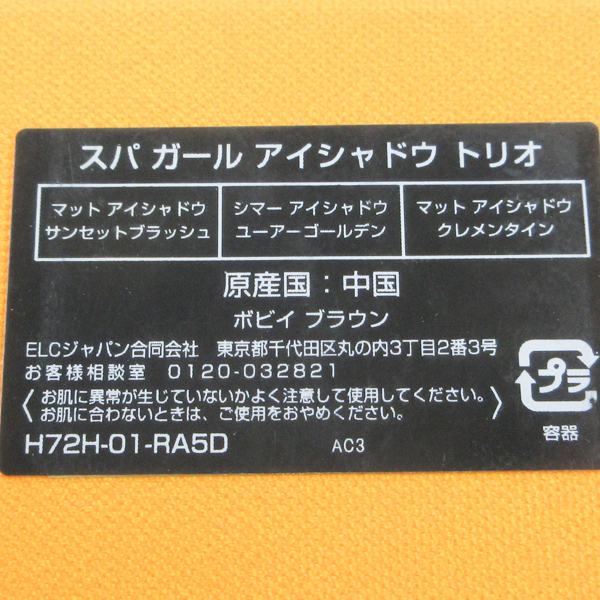 スパ ガール アイシャドウ トリオ
マット アイシャドウ
サンセットブラッシュ
シマー アイシャドウ
ユーアーゴールデン
マット アイシャドウ
クレメンタイン
原産国：中国
ボビイ ブラウン
ELCジャパン合同会社　東京都千代田区丸の内3丁目2番3号
お客様相談室　0120-032821
〈お肌に異常が生じていないかよく注意して使用してください。
お肌に合わないときは、ご使用をおやめください。〉
プラ
容器
H72H-01-RA5D
AC3